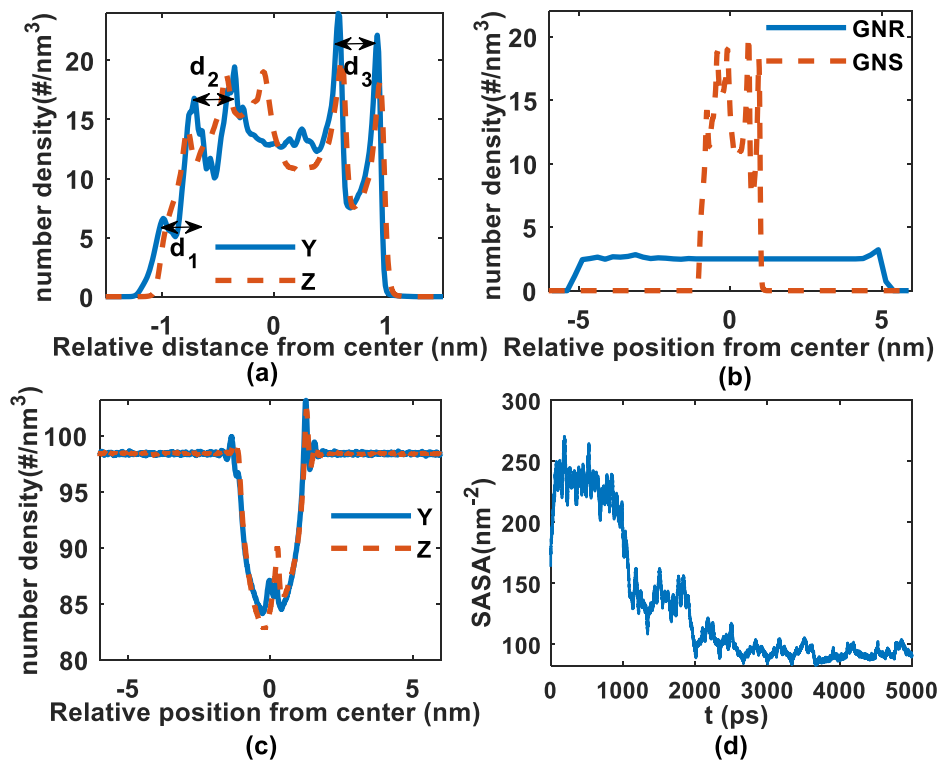 number density(#/nm3)
20
15
10
5
0
d1
d2
d3
Y
Z
-1
0
1
Relative distance from center (nm)
(a)
number density(#/nm3)
20
15
10
5
0
GNR
GNS
-5
0
5
Relative position from center (nm)
(b)
number density(#/nm3)
100
95
90
85
80
Y
Z
-5
0
5
Relative position from center (nm)
(c)
SASA(nm-2)
300
250
200
150
100
0
1000
2000
3000
4000
5000
t (ps)
(d)